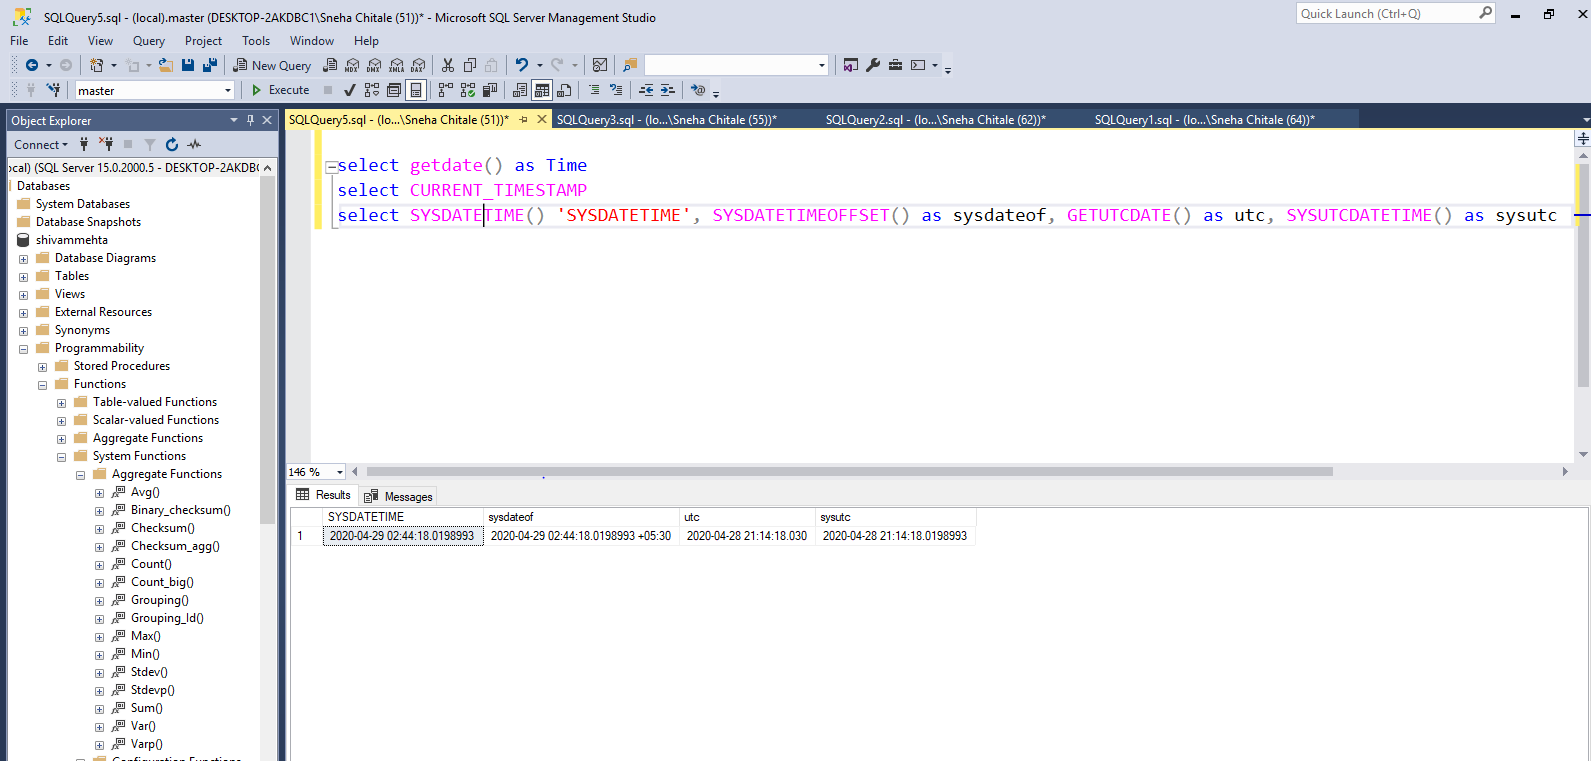 SQLQuery5.sql - (local).master (DESKTOP-2AKDBC1\Sneha Chitale (51))* - Microsoft SQL Server Management Studio
Quick Launch (Ctrl+Q)
File Edit View Query Project Tools Window Help
New Query MDX DMX XMLA DAX
master Execute
Object Explorer
SQLQuery5.sql - (lo...\Sneha Chitale (51))* SQLQuery3.sql - (lo...\Sneha Chitale (55))* SQLQuery2.sql - (lo...\Sneha Chitale (62))* SQLQuery1.sql - (lo...\Sneha Chitale (64))*
Connect
cal) (SQL Server 15.0.2000.5 - DESKTOP-2AKDBC
Databases
System Databases
Database Snapshots
shivammehta
Database Diagrams
Tables
Views
External Resources
Synonyms
Programmability
Stored Procedures
Functions
Table-valued Functions
Scalar-valued Functions
Aggregate Functions
System Functions
Aggregate Functions
Avg()
Binary_checksum()
Checksum()
Checksum_agg()
Count()
Count_big()
Grouping()
Grouping_Id()
Max()
Min()
Stdev()
Stdevp()
Sum()
Var()
Varp()
Configuration Functions
select getdate() as Time
select CURRENT_TIMESTAMP
select SYSDATETIME() 'SYSDATETIME', SYSDATETIMEOFFSET() as sysdateof, GETUTCDATE() as utc, SYSUTCDATETIME() as sysutc
146 %
Results Messages
SYSDATETIME sysdateof utc sysutc
1 2020-04-29 02:44:18.0198993 2020-04-29 02:44:18.0198993 +05:30 2020-04-28 21:14:18.030 2020-04-28 21:14:18.0198993